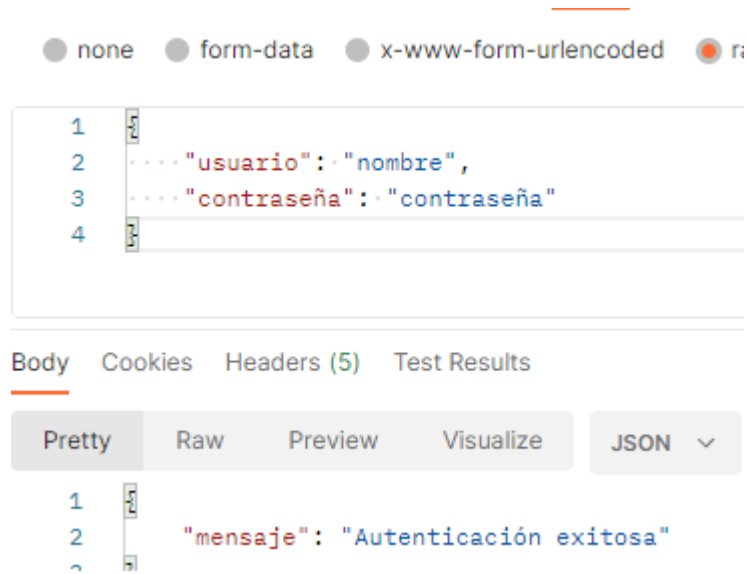 none form-data x-www-form-urlencoded
1 {
2 "usuario": "nombre",
3 "contraseña": "contraseña"
4 }
Body Cookies Headers (5) Test Results
Pretty Raw Preview Visualize JSON
1 {
2 "mensaje": "Autenticación exitosa"
3 }